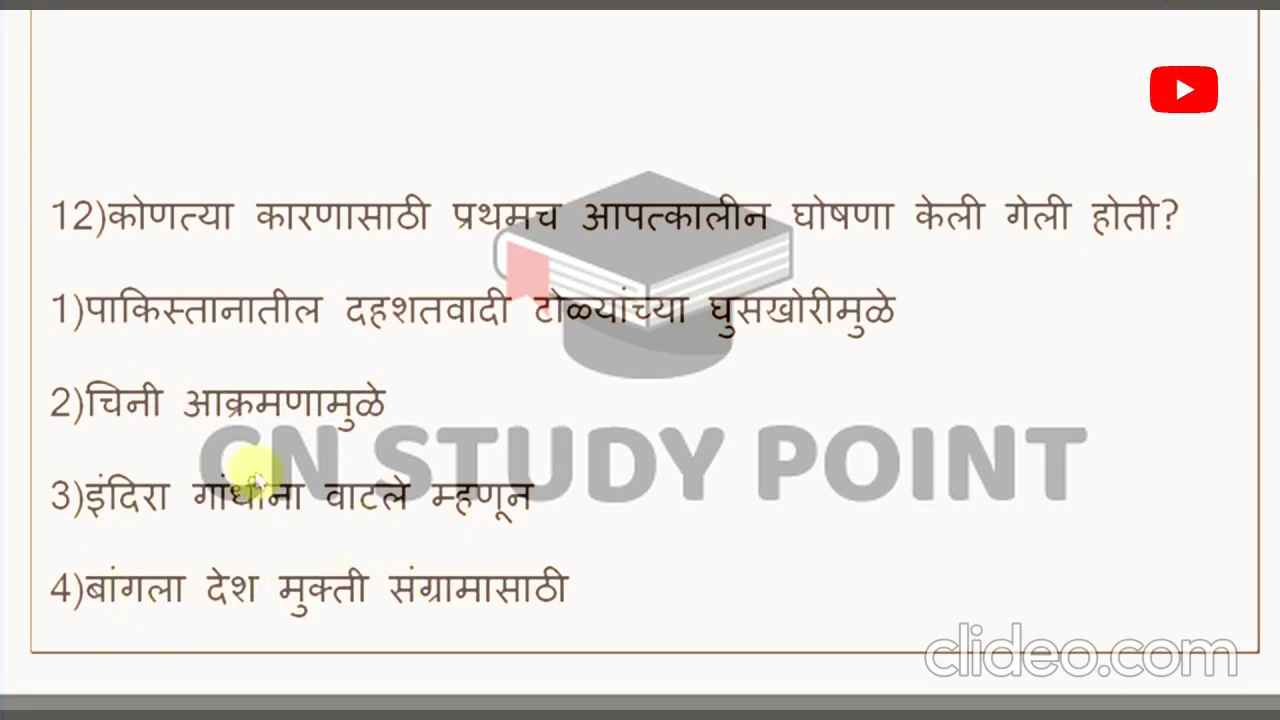 12)कोणत्या कारणासाठी प्रथमच आपत्कालीन घोषणा केली गेली होती?
1)पाकिस्तानातील दहशतवादी टोळ्यांच्या घुसखोरीमुळे
2)चिनी आक्रमणामुळे
CN STUDY POINT
3)इंदिरा गांधींना वाटले म्हणून
4)बांगला देश मुक्ती संग्रामासाठी
clideo.com